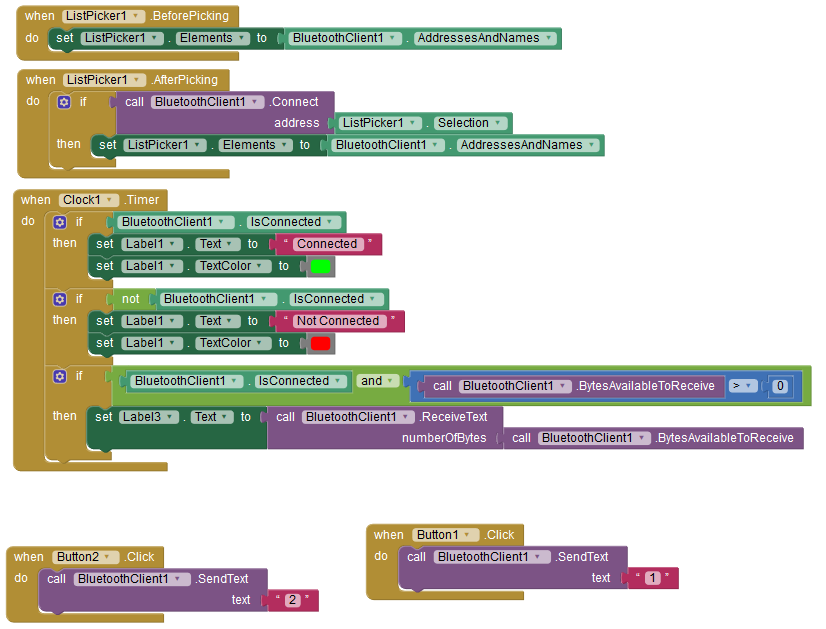 when ListPicker1 .BeforePicking
do set ListPicker1 . Elements to BluetoothClient1 . AddressesAndNames
when ListPicker1 .AfterPicking
do if call BluetoothClient1 .Connect
address ListPicker1 . Selection
then set ListPicker1 . Elements to BluetoothClient1 . AddressesAndNames
when Clock1 .Timer
do if BluetoothClient1 . IsConnected
then set Label1 . Text to " Connected "
set Label1 . TextColor to
if not BluetoothClient1 . IsConnected
then set Label1 . Text to " Not Connected "
set Label1 . TextColor to
if BluetoothClient1 . IsConnected and call BluetoothClient1 .BytesAvailableToReceive > 0
then set Label3 . Text to call BluetoothClient1 .ReceiveText
numberOfBytes call BluetoothClient1 .BytesAvailableToReceive
when Button2 .Click
do call BluetoothClient1 .SendText
text " 2 "
when Button1 .Click
do call BluetoothClient1 .SendText
text " 1 "